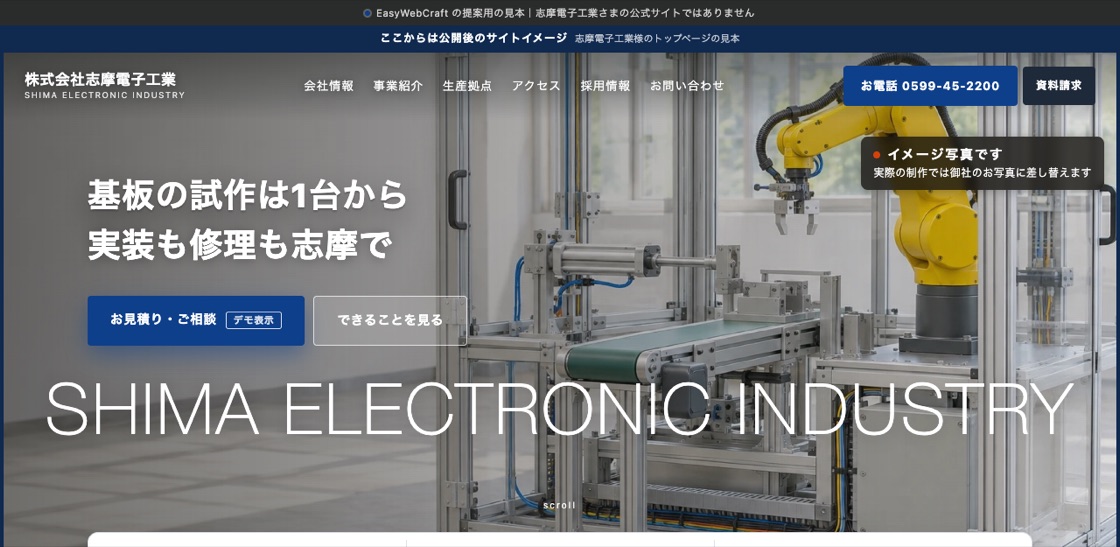 EasyWebCraft の提案用の見本｜志摩電子工業さまの公式サイトではありません
ここからは公開後のサイトイメージ 志摩電子工業様のトップページの見本
株式会社志摩電子工業
SHIMA ELECTRONIC INDUSTRY
会社情報 事業紹介 生産拠点 アクセス 採用情報 お問い合わせ
お電話 0599-45-2200
資料請求
イメージ写真です
実際の制作では御社のお写真に差し替えます
基板の試作は1台から
実装も修理も志摩で
お見積り・ご相談 デモ表示
できることを見る
SHIMA ELECTRONIC INDUSTRY
scroll